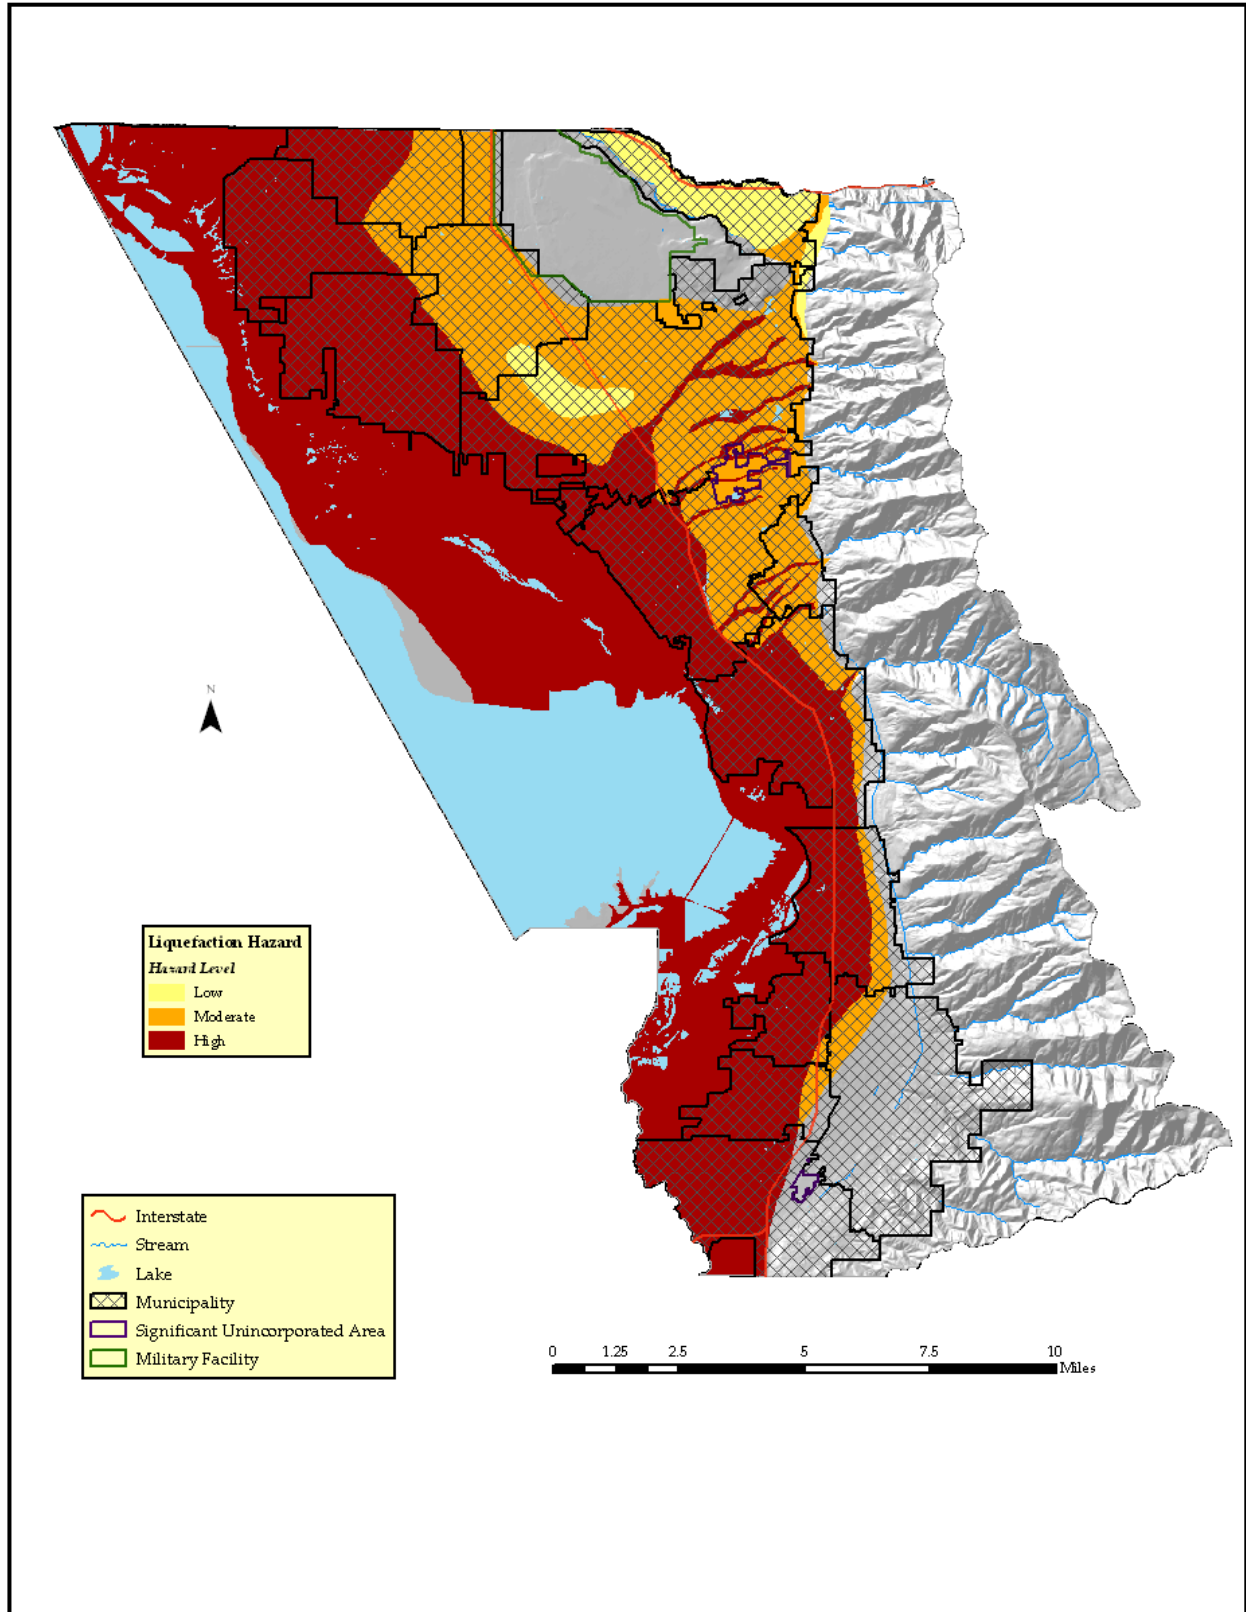 N
Liquefaction Hazard
Hazard Level
Low
Moderate
High
Interstate
Stream
Lake
Municipality
Significant Unincorporated Area
Military Facility
0 1.25 2.5 5 7.5 10
Miles